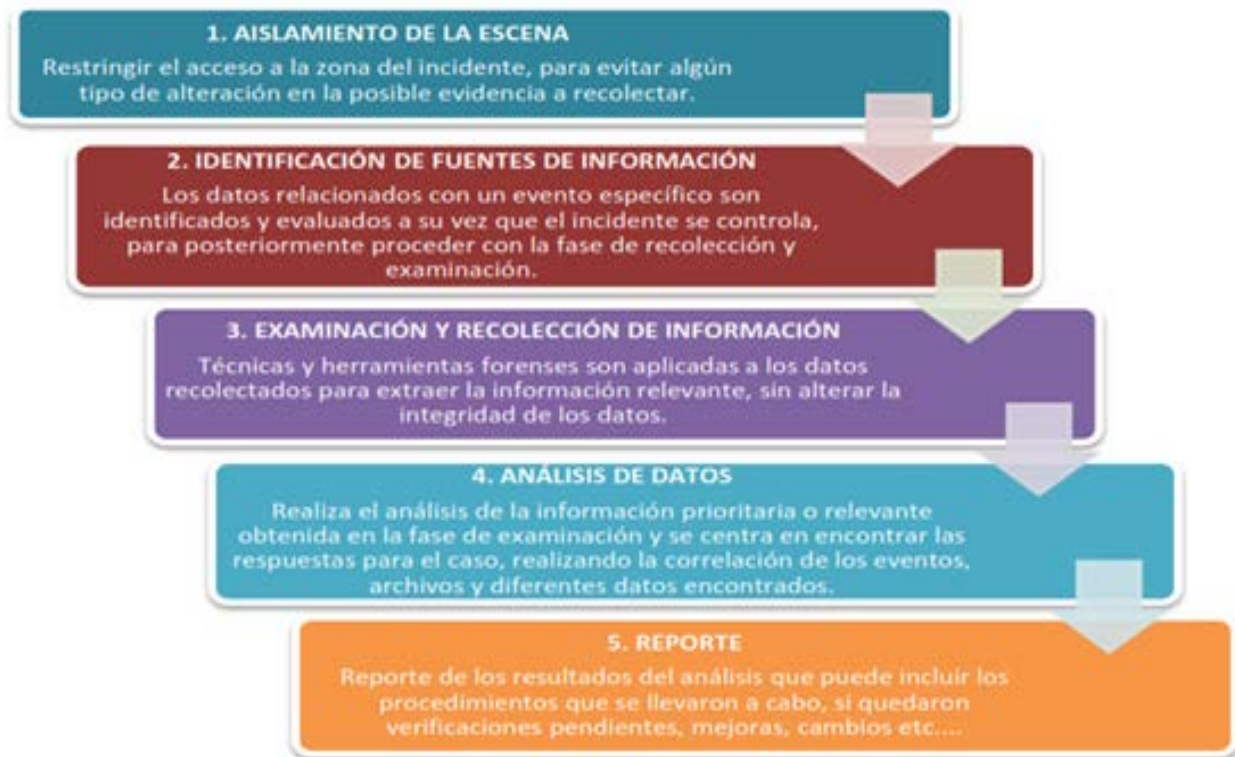 1. AISLAMIENTO DE LA ESCENA
Restringir el acceso a la zona del incidente, para evitar algún
tipo de alteración en la posible evidencia a recolectar.
2. IDENTIFICACIÓN DE FUENTES DE INFORMACIÓN
Los datos relacionados con un evento específico son
identificados y evaluados a su vez que el incidente se controla,
para posteriormente proceder con la fase de recolección y
examinación.
3. EXAMINACIÓN Y RECOLECCIÓN DE INFORMACIÓN
Técnicas y herramientas forenses son aplicadas a los datos
recolectados para extraer la información relevante, sin alterar la
integridad de los datos.
4. ANÁLISIS DE DATOS
Realiza el análisis de la información prioritaria o relevante
obtenida en la fase de examinación y se centra en encontrar las
respuestas para el caso, realizando la correlación de los eventos,
archivos y diferentes datos encontrados.
5. REPORTE
Reporte de los resultados del análisis que puede incluir los
procedimientos que se llevaron a cabo, si quedaron
verificaciones pendientes, mejoras, cambios etc....